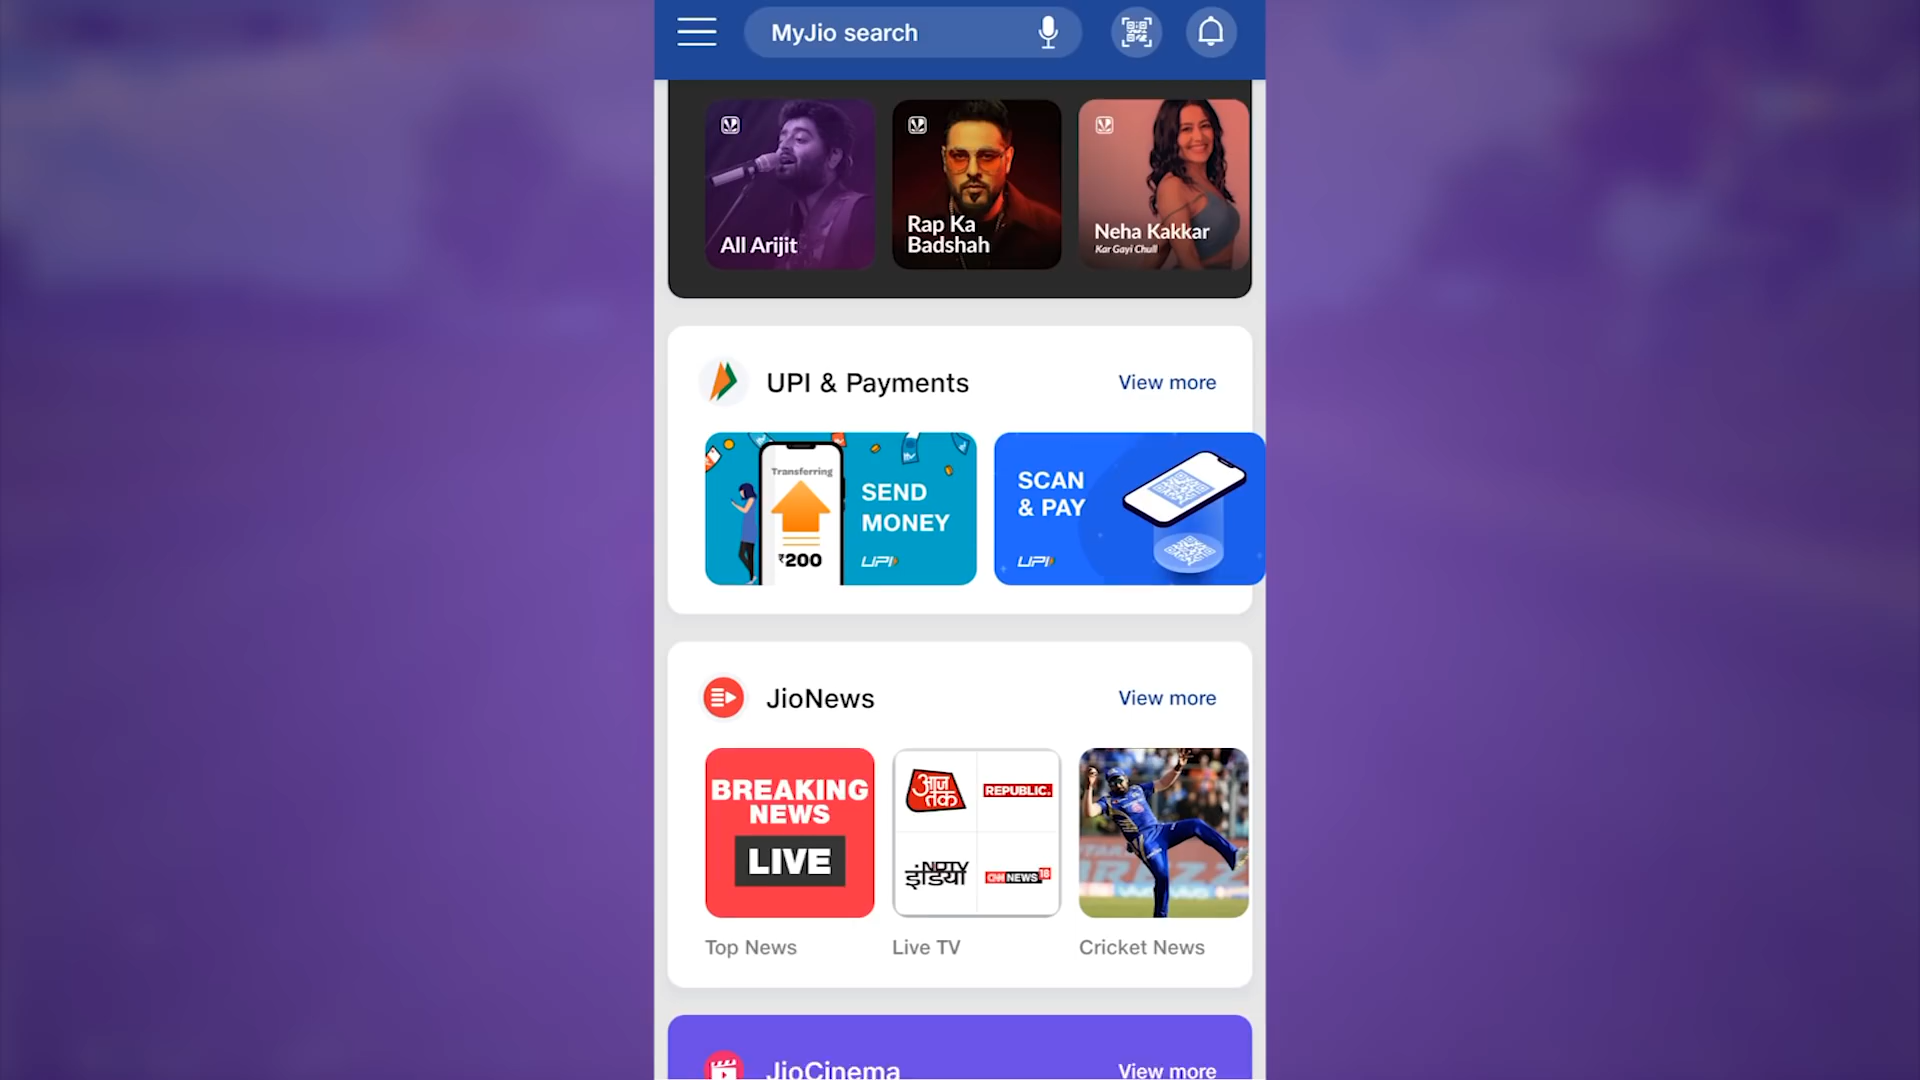 MyJio search
All Arijit
Rap Ka
Badshah
Neha Kakkar
Kar Gayi Chull
UPI & Payments
View more
Transferring
₹200
SEND
MONEY
UPI
SCAN
& PAY
UPI
JioNews
View more
BREAKING
NEWS
LIVE
आज
तक
REPUBLIC.
NDTV
इंडिया
CNN NEWS 18
Top News
Live TV
Cricket News
JioCinema
View more